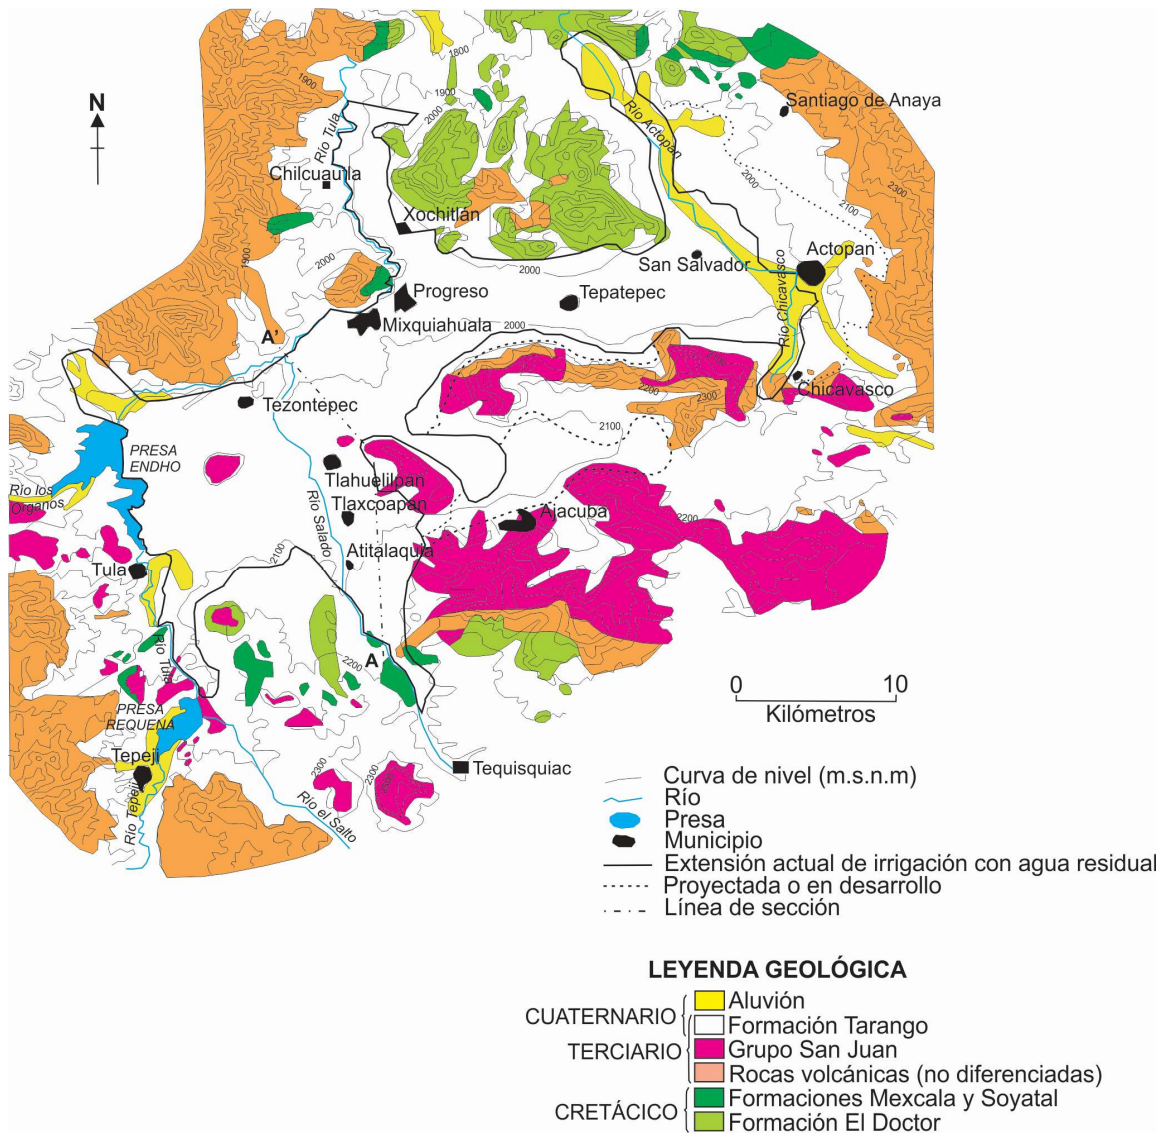 1800
1900
1900
2000
N
Río Tula
Río Actopan
Santiago de Anaya
Chilcuautla
2000
2300
2100
Xochitlán
1900
2000
San Salvador
Actopan
2000
Progreso
Tepatepec
Río Chicavasco
Mixquiahuala
2000
A'
2200
2300
Chicavasco
Tezontepec
2100
PRESA
ENDHO
Río los
Organos
Tlahuelilpan
Tlaxcoapan
Río Salado
Ajacuba
2200
Atitalaquia
2100
Tula
Río Tula
2200
A
PRESA
REQUENA
0 10
Kilómetros
Tepeji
Río Tepeji
2300
2300
2300
Tequisquiac
Río el Salto
Curva de nivel (m.s.n.m)
Río
Presa
Municipio
Extensión actual de irrigación con agua residual
Proyectada o en desarrollo
Línea de sección
LEYENDA GEOLÓGICA
CUATERNARIO
Aluvión
Formación Tarango
TERCIARIO
Grupo San Juan
Rocas volcánicas (no diferenciadas)
CRETÁCICO
Formaciones Mexcala y Soyatal
Formación El Doctor